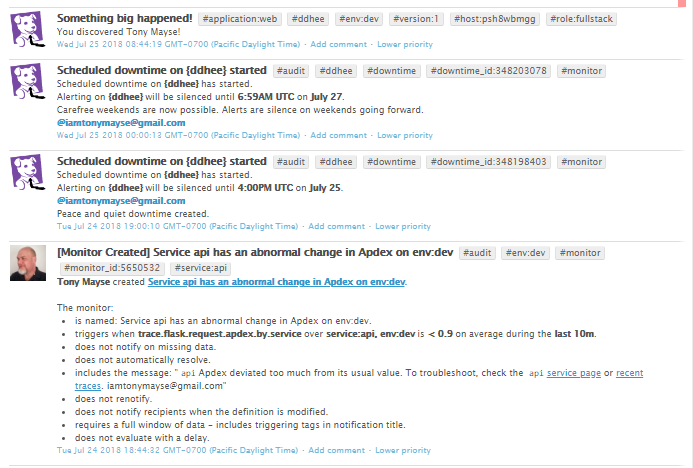 Something big happened! #application:web #ddhee #env:dev #version:1 #host:psh8wbmgg #role:fullstack
You discovered Tony Mayse!
Wed Jul 25 2018 08:44:19 GMT-0700 (Pacific Daylight Time) · Add comment · Lower priority
Scheduled downtime on {ddhee} started #audit #ddhee #downtime #downtime_id:348203078 #monitor
Scheduled downtime on {ddhee} has started.
Alerting on {ddhee} will be silenced until 6:59AM UTC on July 27.
Carefree weekends are now possible. Alerts are silence on weekends going forward.
@iamtonymayse@gmail.com
Wed Jul 25 2018 00:00:13 GMT-0700 (Pacific Daylight Time) · Add comment · Lower priority
Scheduled downtime on {ddhee} started #audit #ddhee #downtime #downtime_id:348198403 #monitor
Scheduled downtime on {ddhee} has started.
Alerting on {ddhee} will be silenced until 4:00PM UTC on July 25.
@iamtonymayse@gmail.com
Peace and quiet downtime created.
Tue Jul 24 2018 19:00:10 GMT-0700 (Pacific Daylight Time) · Add comment · Lower priority
[Monitor Created] Service api has an abnormal change in Apdex on env:dev #audit #env:dev #monitor
#monitor_id:5650532 #service:api
Tony Mayse created Service api has an abnormal change in Apdex on env:dev.
The monitor:
• is named: Service api has an abnormal change in Apdex on env:dev.
• triggers when trace.flask.request.apdex.by.service over service:api, env:dev is < 0.9 on average during the last 10m.
• does not notify on missing data.
• does not automatically resolve.
• includes the message: " api Apdex deviated too much from its usual value. To troubleshoot, check the api service page or recent
traces. iamtonymayse@gmail.com"
• does not renotify.
• does not notify recipients when the definition is modified.
• requires a full window of data - includes triggering tags in notification title.
• does not evaluate with a delay.
Tue Jul 24 2018 18:44:32 GMT-0700 (Pacific Daylight Time) · Add comment · Lower priority